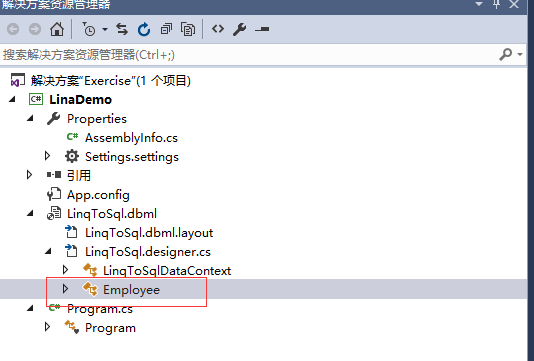 解决方案资源管理器
搜索解决方案资源管理器(Ctrl+;)
解决方案"Exercise"(1 个项目)
C# LinaDemo
Properties
C# AssemblyInfo.cs
Settings.settings
引用
App.config
LinqToSql.dbml
LinqToSql.dbml.layout
LinqToSql.designer.cs
LinqToSqlDataContext
Employee
C# Program.cs
Program